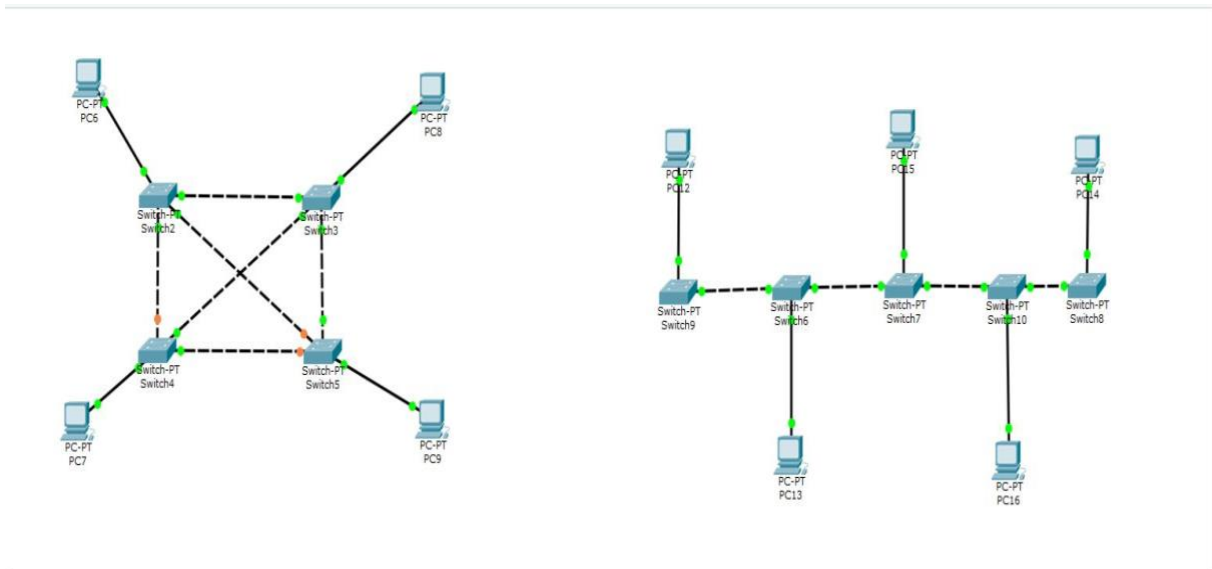 PC-PT
PC6
PC-PT
PC8
Switch-PT
Switch2
Switch-PT
Switch3
Switch-PT
Switch4
Switch-PT
Switch5
PC-PT
PC7
PC-PT
PC9
PC-PT
PC12
PC-PT
PC15
PC-PT
PC14
Switch-PT
Switch9
Switch-PT
Switch6
Switch-PT
Switch7
Switch-PT
Switch10
Switch-PT
Switch8
PC-PT
PC13
PC-PT
PC16